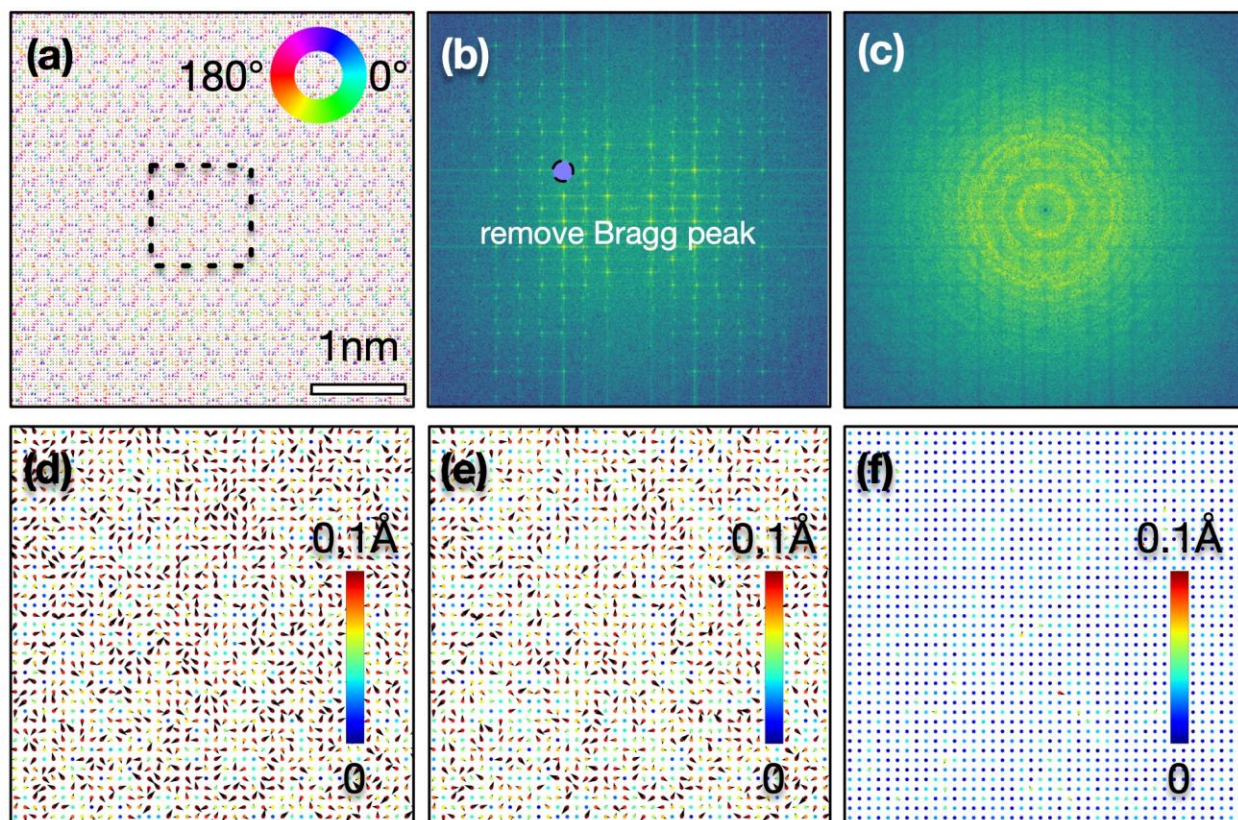 (a)
180° 0°
1nm
(b)
remove Bragg peak
(c)
(d)
0,1Å
0
(e)
0,1Å
0
(f)
0.1Å
0